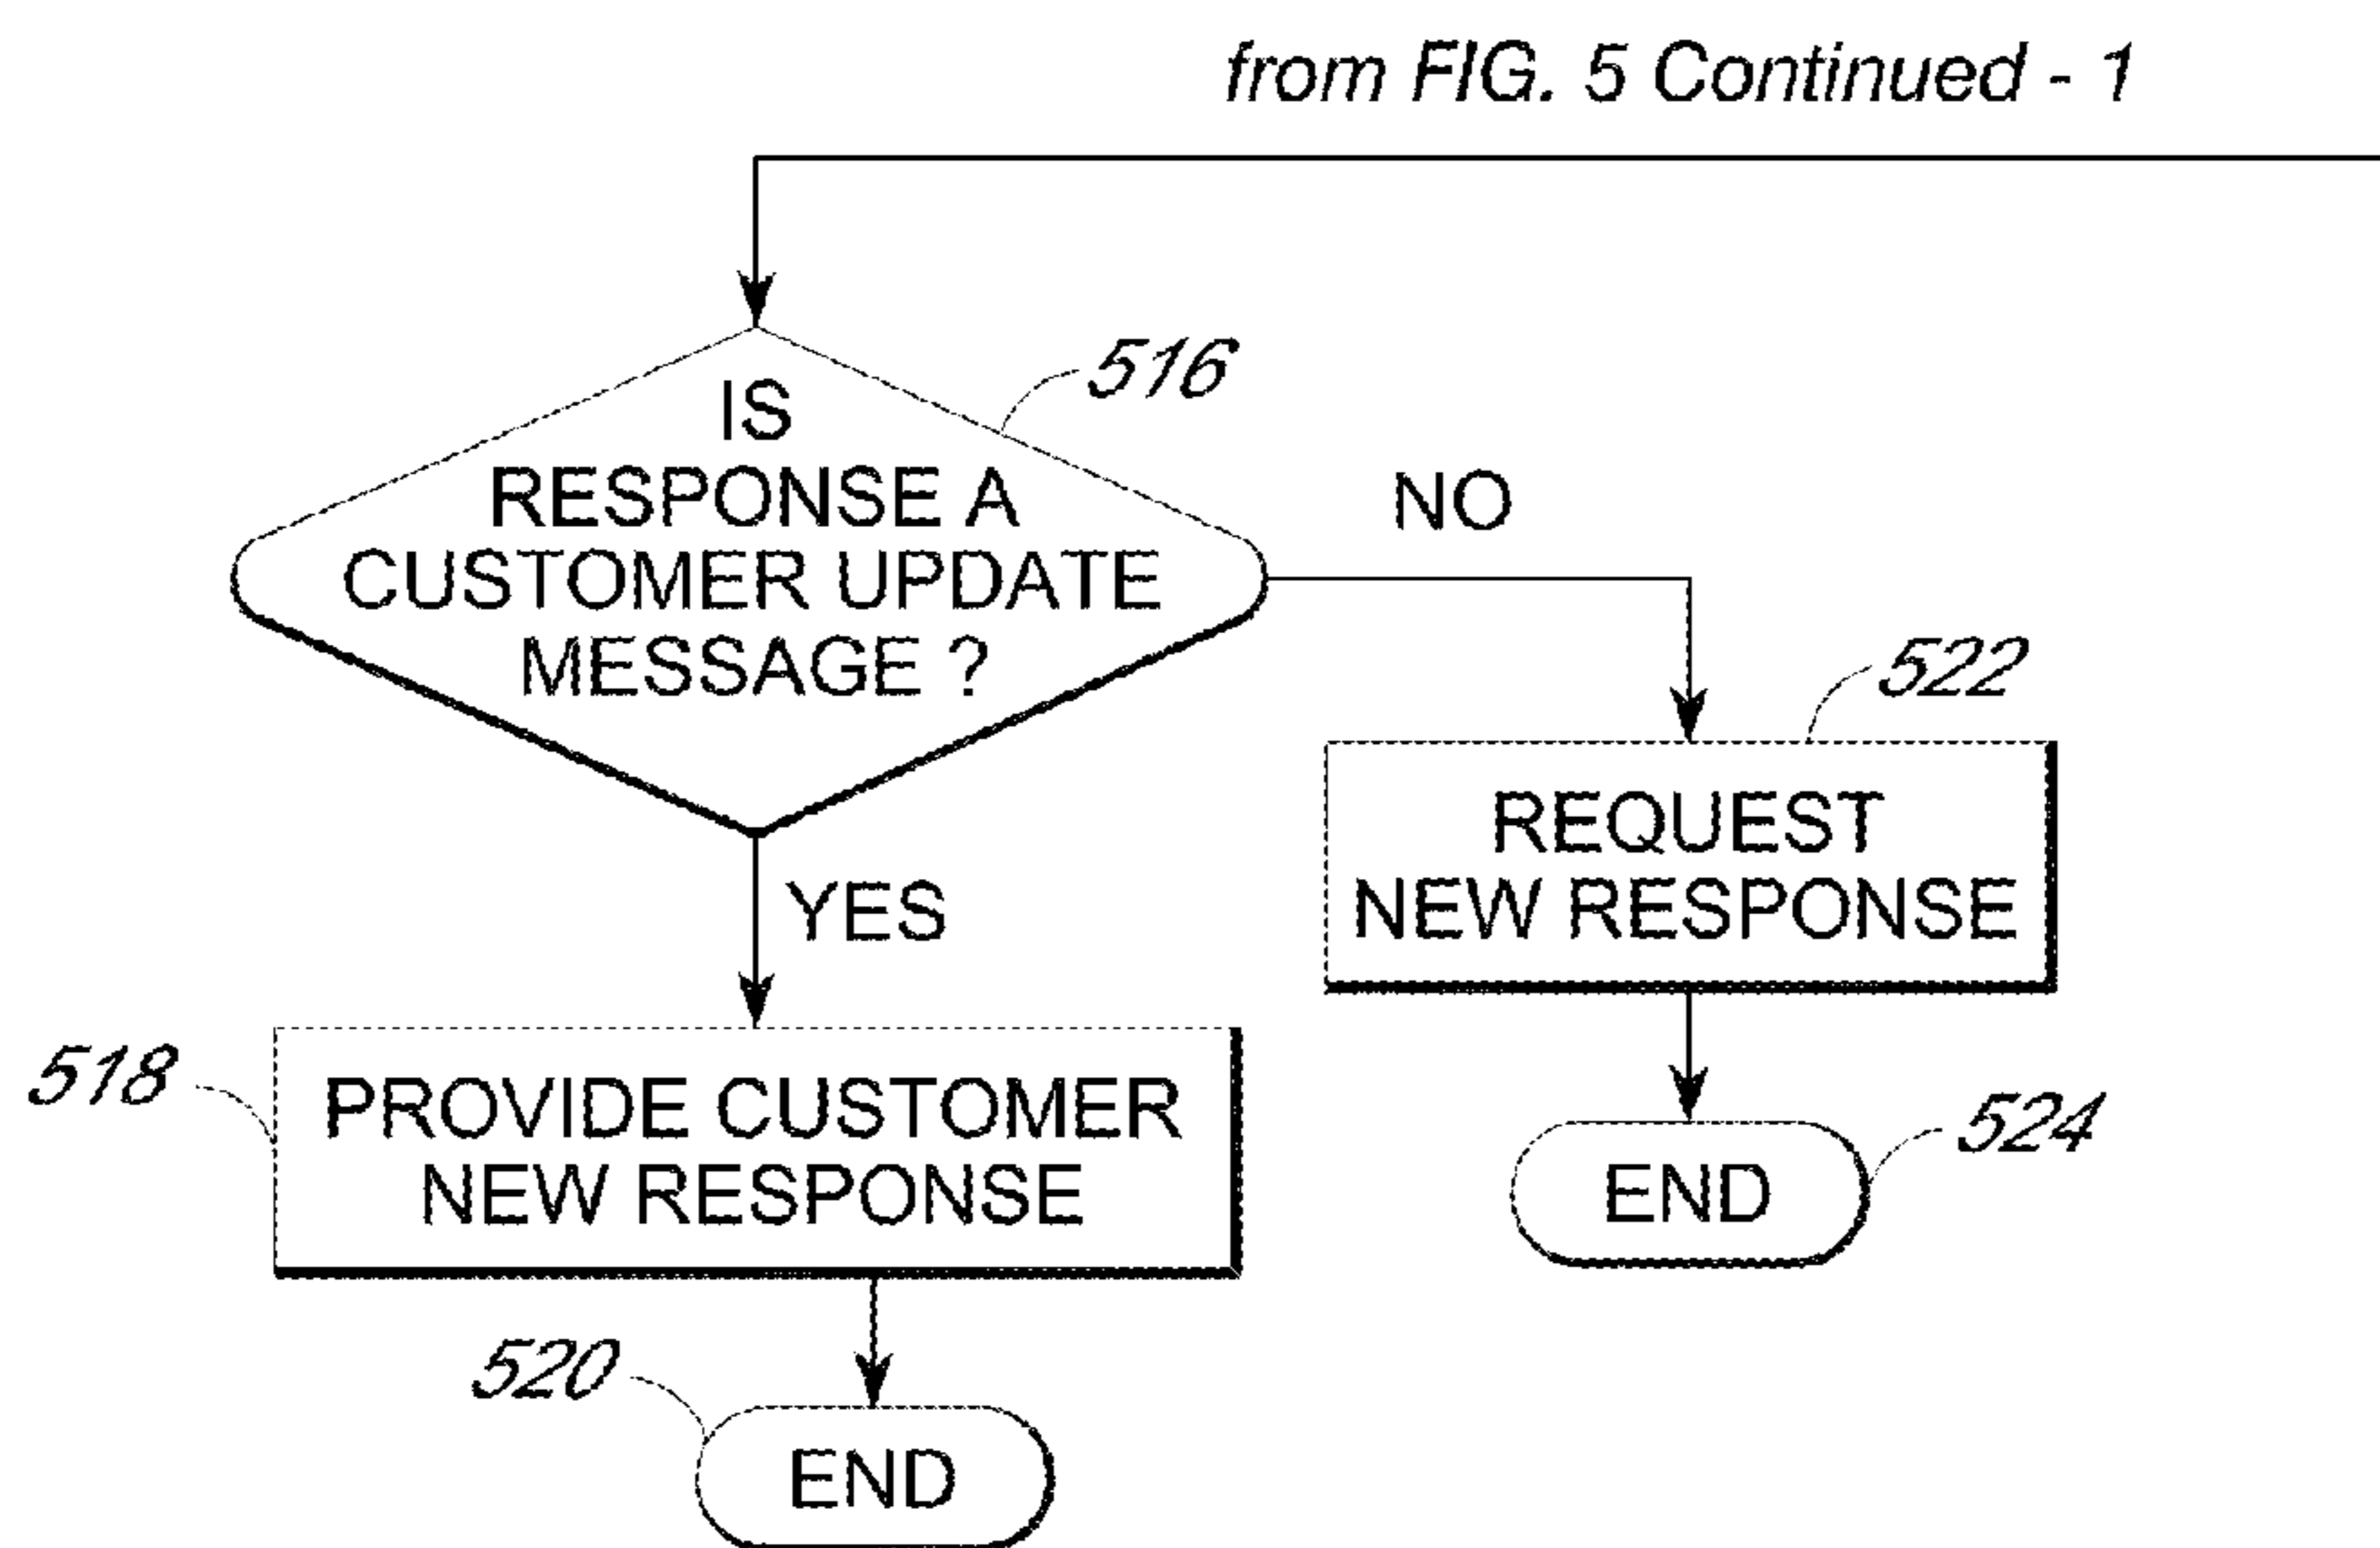 from FIG. 5 Continued - 1
516
IS
RESPONSE A
CUSTOMER UPDATE
MESSAGE ?
NO
522
REQUEST
NEW RESPONSE
YES
518
PROVIDE CUSTOMER
NEW RESPONSE
524
END
520
END